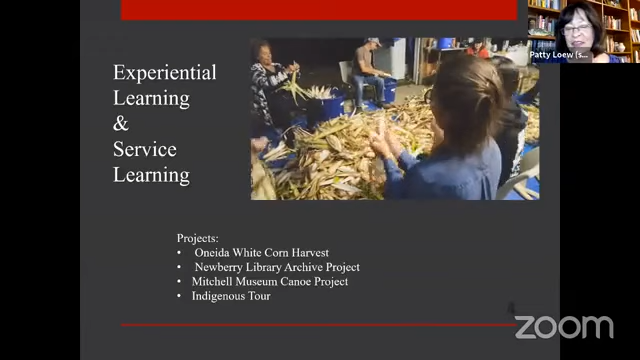 Patty Loew (s...
Experiential
Learning
&
Service
Learning
Projects:
• Oneida White Corn Harvest
• Newberry Library Archive Project
• Mitchell Museum Canoe Project
• Indigenous Tour
4
zoom